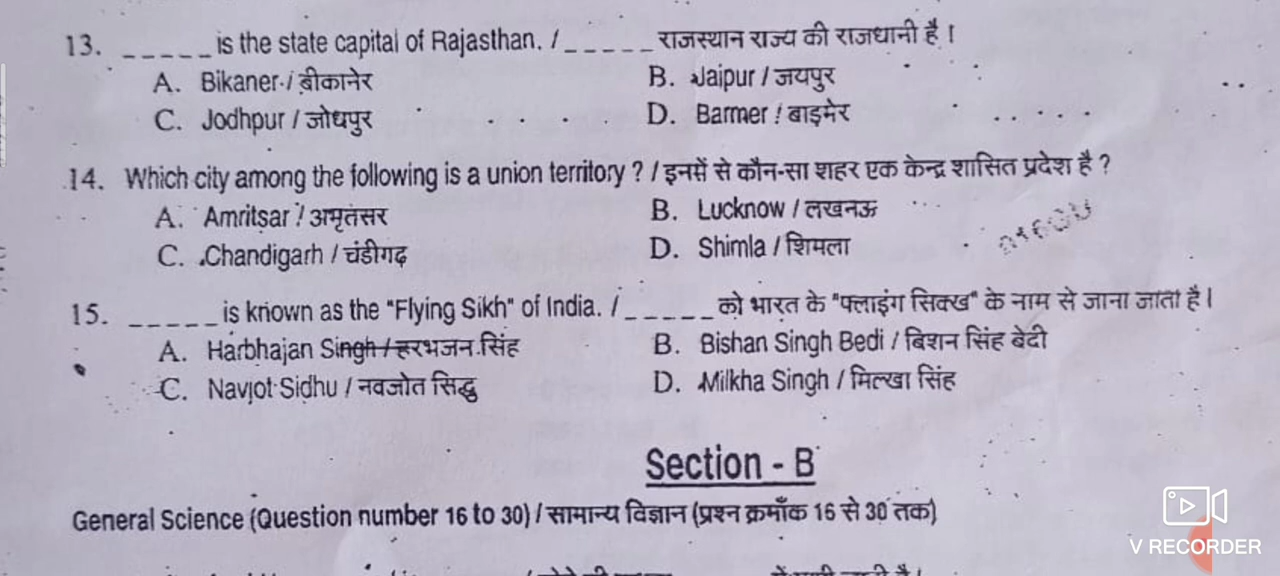 13. _____ is the state capital of Rajasthan. / _____ राजस्थान राज्य की राजधानी है ।
A. Bikaner / बीकानेर B. Jaipur / जयपुर
C. Jodhpur / जोधपुर D. Barmer / बाड़मेर
14. Which city among the following is a union territory ? / इनमें से कौन-सा शहर एक केन्द्र शासित प्रदेश है ?
A. Amritsar / अमृतसर B. Lucknow / लखनऊ
C. Chandigarh / चंडीगढ़ D. Shimla / शिमला
15. _____ is known as the "Flying Sikh" of India. / _____ को भारत के "फ्लाइंग सिक्ख" के नाम से जाना जाता है ।
A. Harbhajan Singh / हरभजन सिंह B. Bishan Singh Bedi / बिशन सिंह बेदी
C. Navjot Sidhu / नवजोत सिद्धु D. Milkha Singh / मिल्खा सिंह
Section - B
General Science (Question number 16 to 30) / सामान्य विज्ञान (प्रश्न क्रमाँक 16 से 30 तक)
V RECORDER